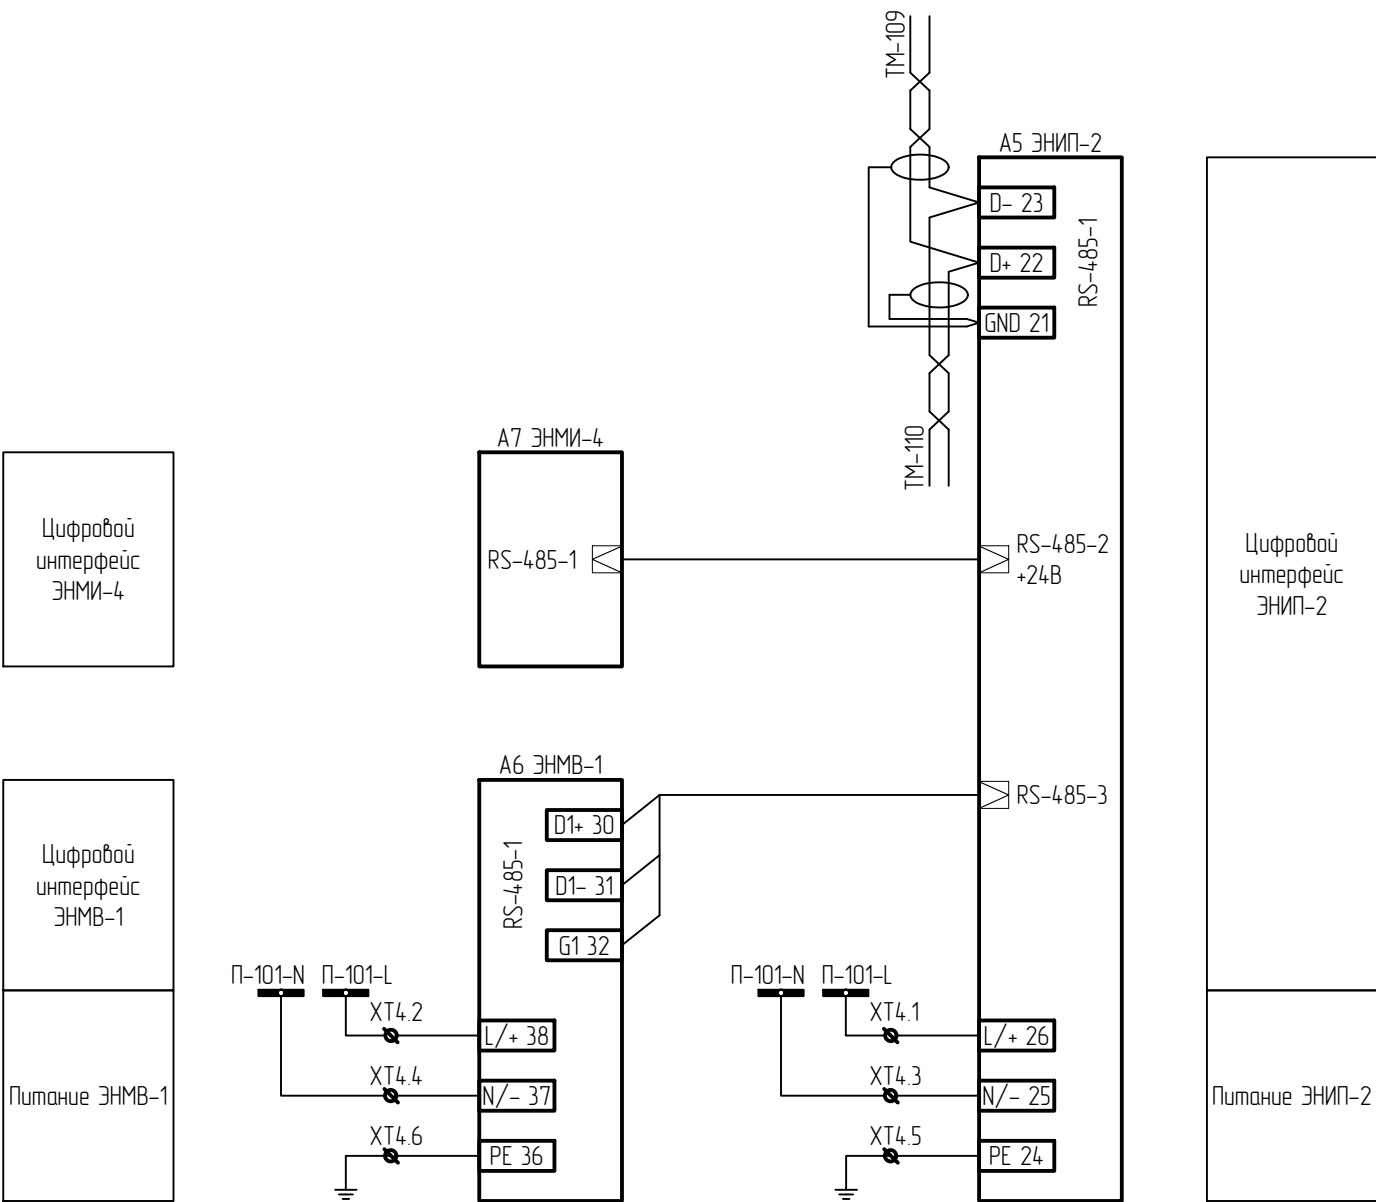 ТМ-109
А5 ЭНИП-2
D- 23
D+ 22
GND 21
RS-485-1
ТМ-110
А7 ЭНМИ-4
RS-485-1
RS-485-2
+24В
Цифровой
интерфейс
ЭНМИ-4
Цифровой
интерфейс
ЭНИП-2
А6 ЭНМВ-1
D1+ 30
D1- 31
G1 32
RS-485-1
RS-485-3
Цифровой
интерфейс
ЭНМВ-1
П-101-N
П-101-L
XT4.2
L/+ 38
XT4.4
N/- 37
XT4.6
PE 36
Питание ЭНМВ-1
П-101-N
П-101-L
XT4.1
L/+ 26
XT4.3
N/- 25
XT4.5
PE 24
Питание ЭНИП-2